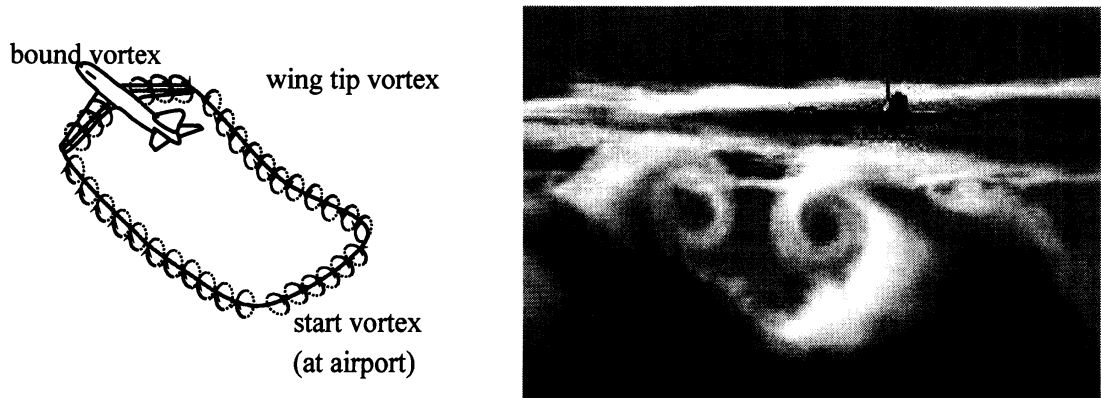 bound vortex
wing tip vortex
start vortex
(at airport)